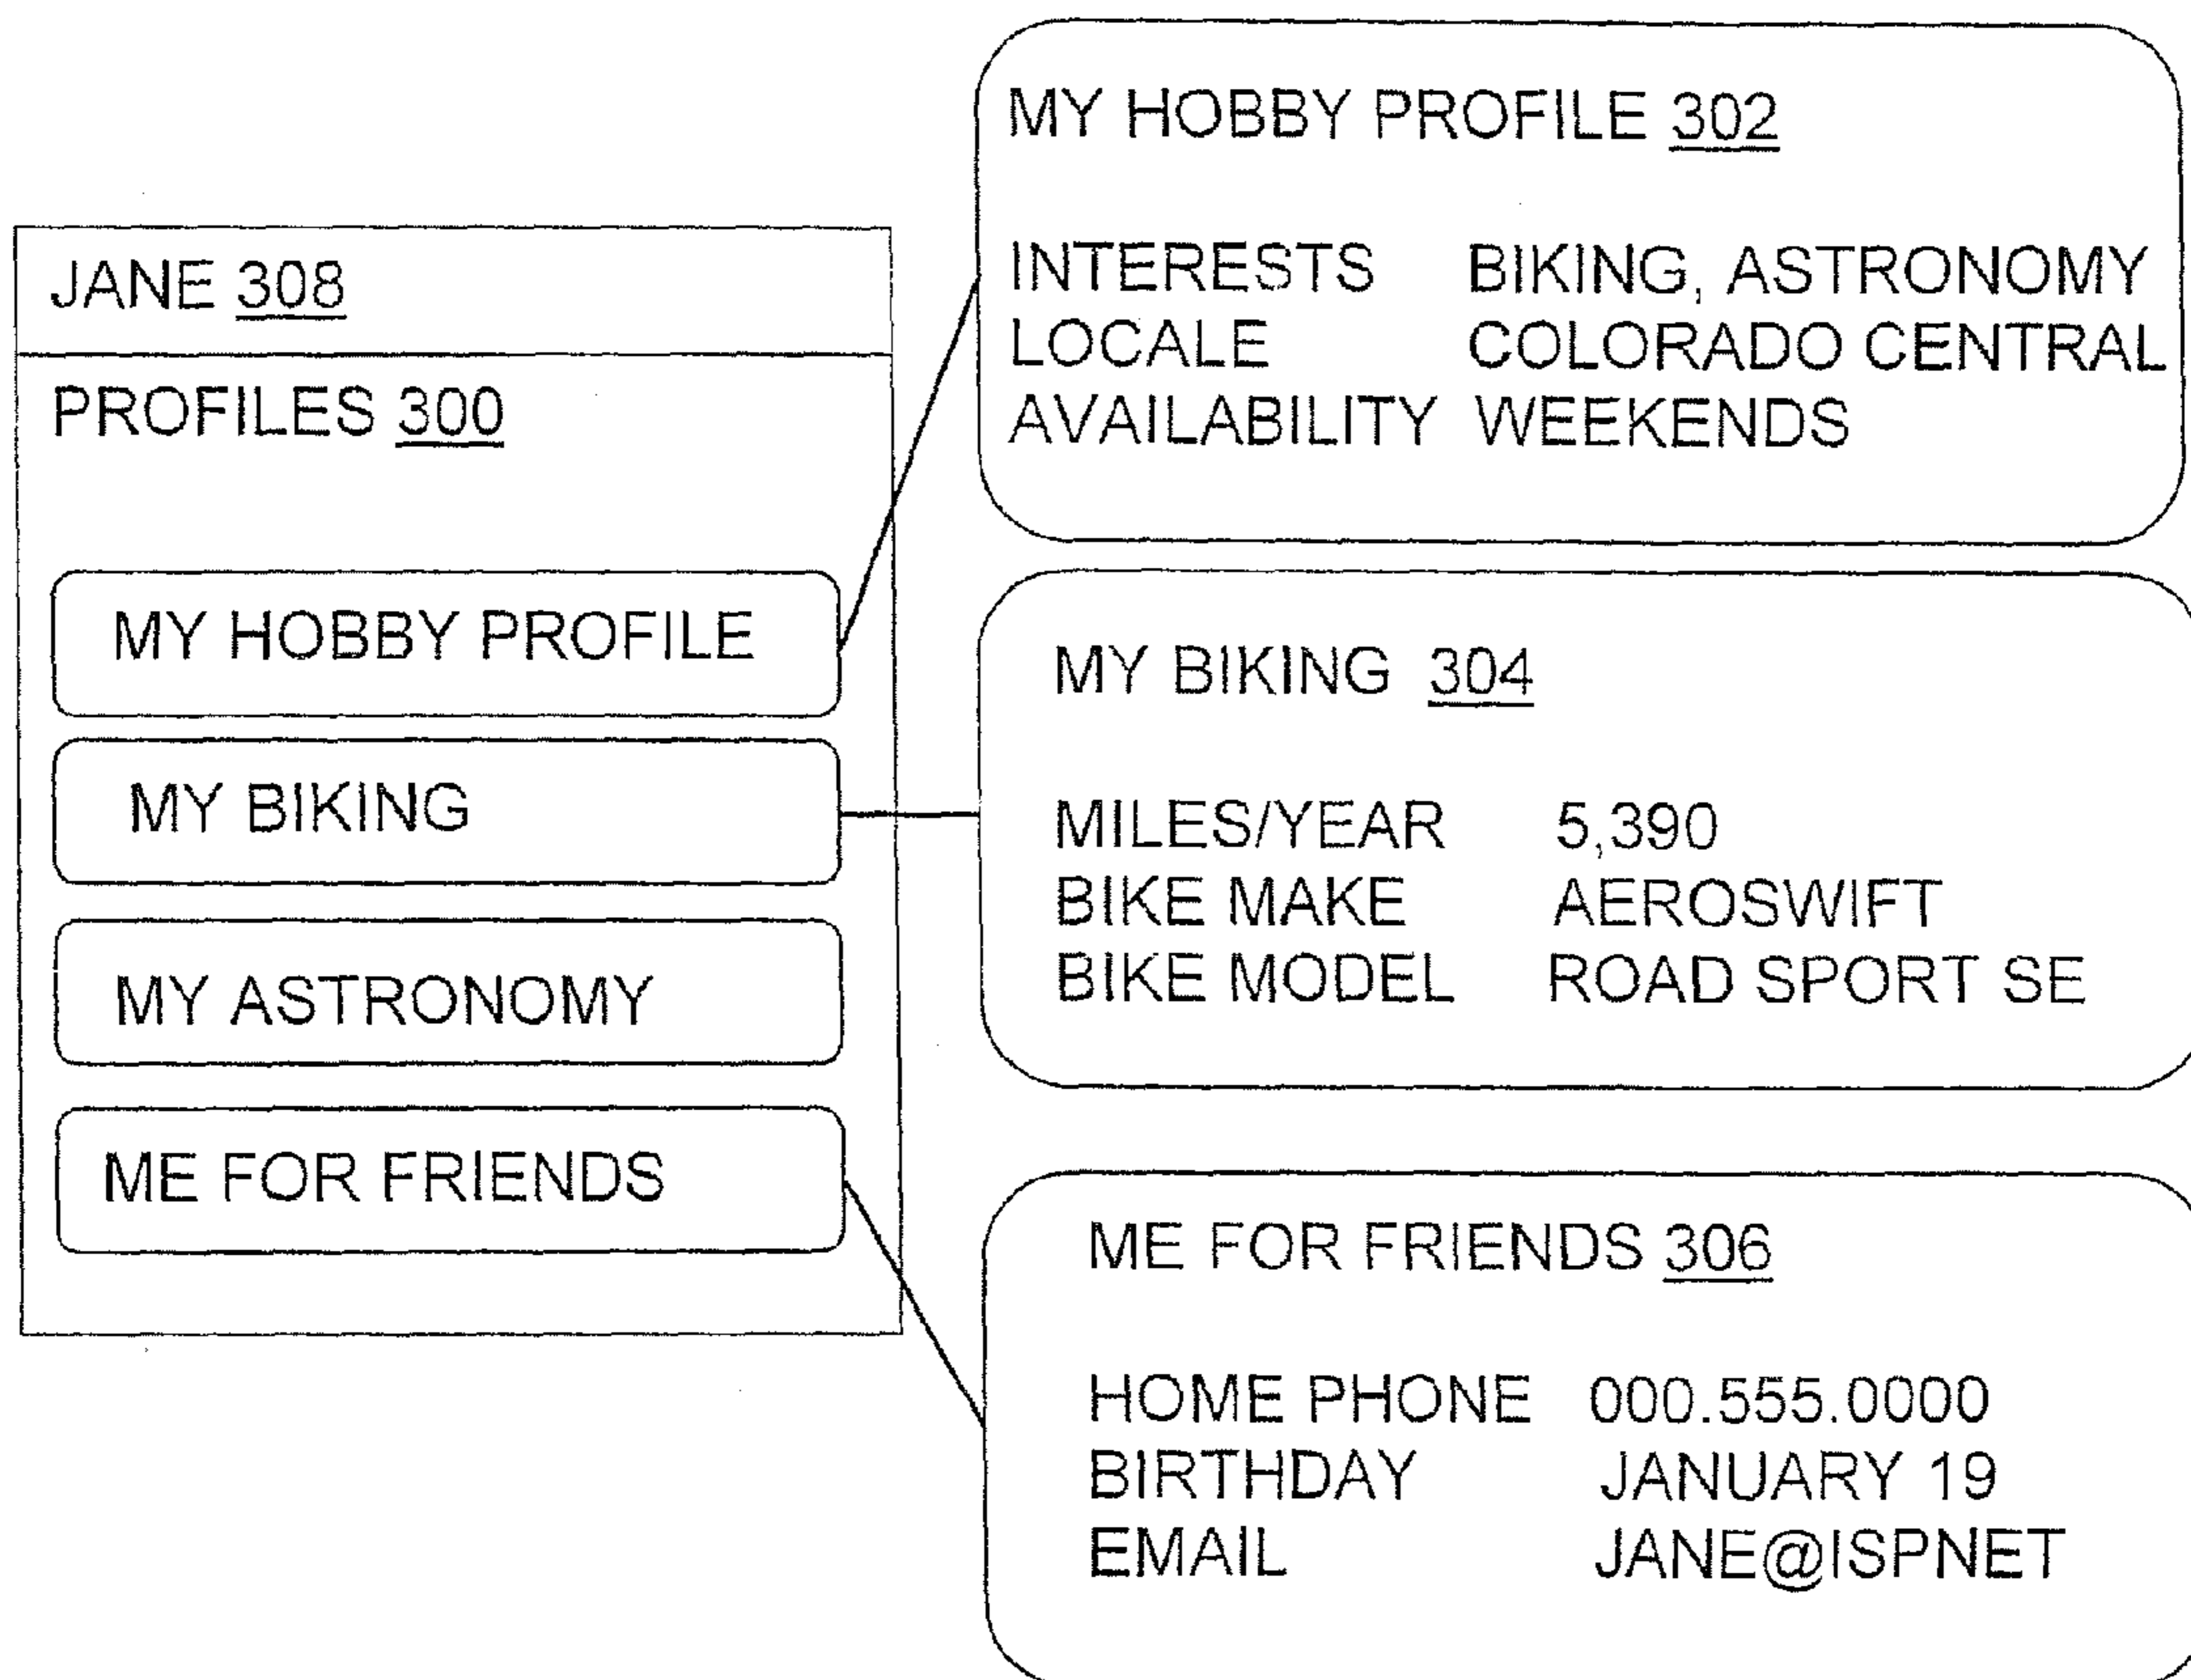 JANE 308
PROFILES 300
MY HOBBY PROFILE
MY BIKING
MY ASTRONOMY
ME FOR FRIENDS
MY HOBBY PROFILE 302
INTERESTS BIKING, ASTRONOMY
LOCALE COLORADO CENTRAL
AVAILABILITY WEEKENDS
MY BIKING 304
MILES/YEAR 5,390
BIKE MAKE AEROSWIFT
BIKE MODEL ROAD SPORT SE
ME FOR FRIENDS 306
HOME PHONE 000.555.0000
BIRTHDAY JANUARY 19
EMAIL JANE@ISPNET